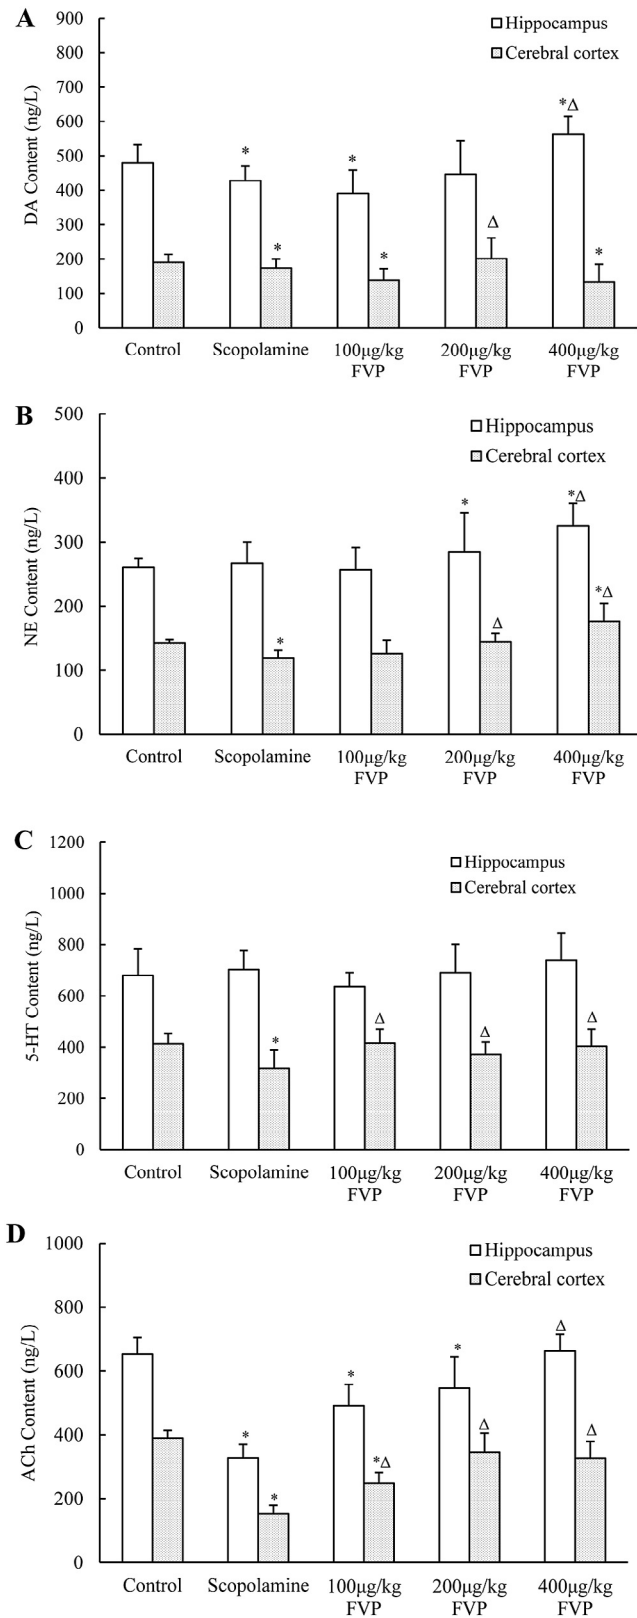 A
900
800
700
600
500
400
300
200
100
0
DA Content (ng/L)
Hippocampus
Cerebral cortex
*
*
*
*
Δ
*Δ
*
Control Scopolamine 100μg/kg 200μg/kg 400μg/kg
FVP FVP FVP
B
500
400
300
200
100
0
NE Content (ng/L)
Hippocampus
Cerebral cortex
*
*
Δ
*Δ
*Δ
Control Scopolamine 100μg/kg 200μg/kg 400μg/kg
FVP FVP FVP
C
1200
1000
800
600
400
200
0
5-HT Content (ng/L)
Hippocampus
Cerebral cortex
*
Δ
Δ
Δ
Control Scopolamine 100μg/kg 200μg/kg 400μg/kg
FVP FVP FVP
D
1000
800
600
400
200
0
ACh Content (ng/L)
Hippocampus
Cerebral cortex
*
*
*
*Δ
*
Δ
Δ
Δ
Control Scopolamine 100μg/kg 200μg/kg 400μg/kg
FVP FVP FVP